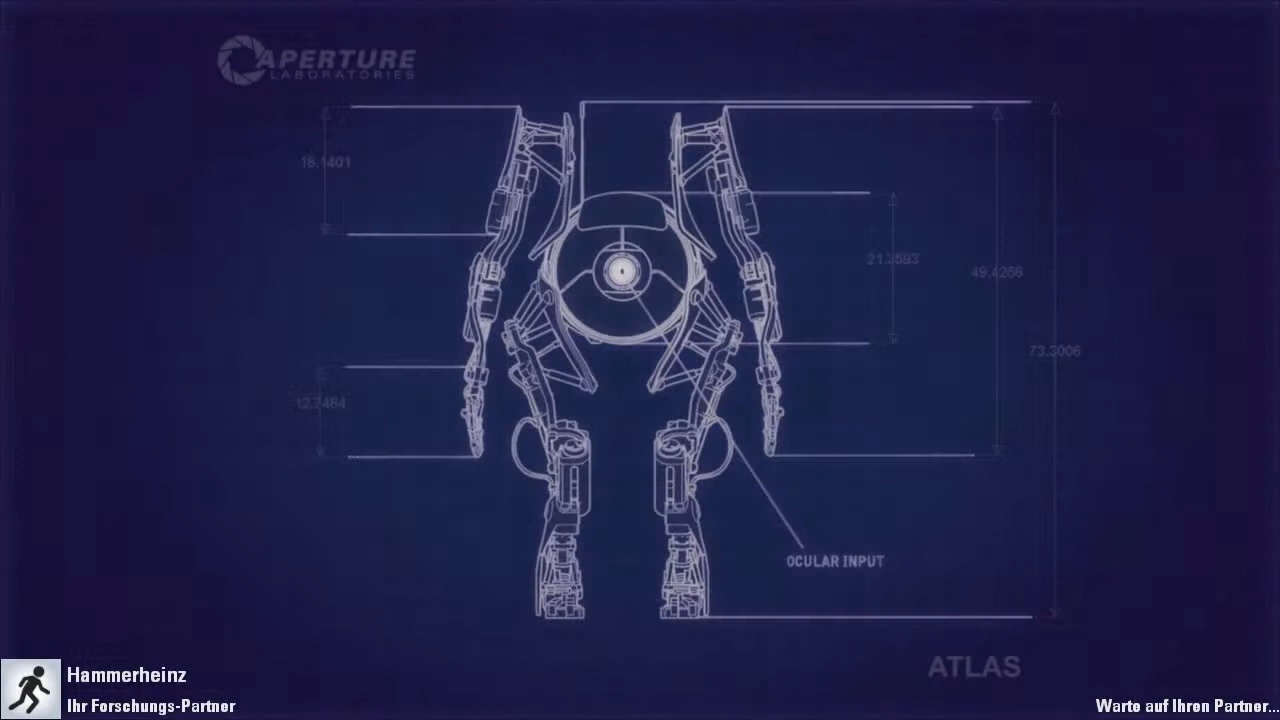 APERTURE
LABORATORIES
18.1401
21.3593
49.4266
73.3006
12.7464
OCULAR INPUT
ATLAS
Hammerheinz
Ihr Forschungs-Partner
Warte auf Ihren Partner...